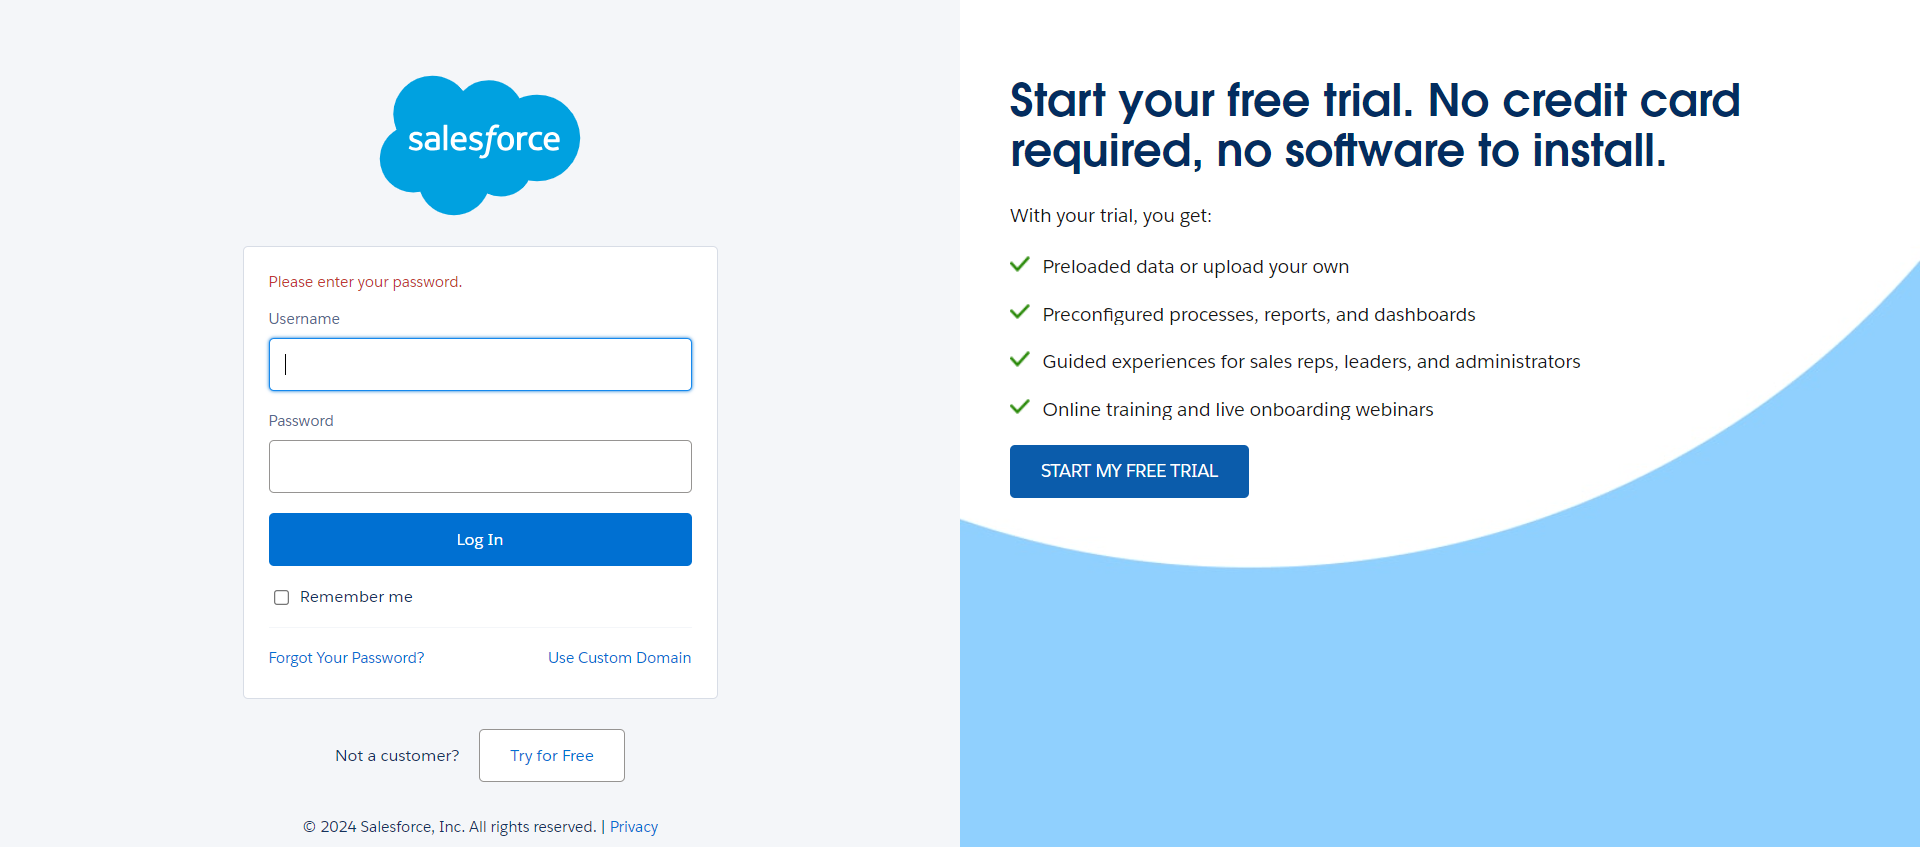 salesforce
Please enter your password.
Username
Password
Log In
Remember me
Forgot Your Password?
Use Custom Domain
Not a customer?
Try for Free
© 2024 Salesforce, Inc. All rights reserved. | Privacy
Start your free trial. No credit card
required, no software to install.
With your trial, you get:
Preloaded data or upload your own
Preconfigured processes, reports, and dashboards
Guided experiences for sales reps, leaders, and administrators
Online training and live onboarding webinars
START MY FREE TRIAL